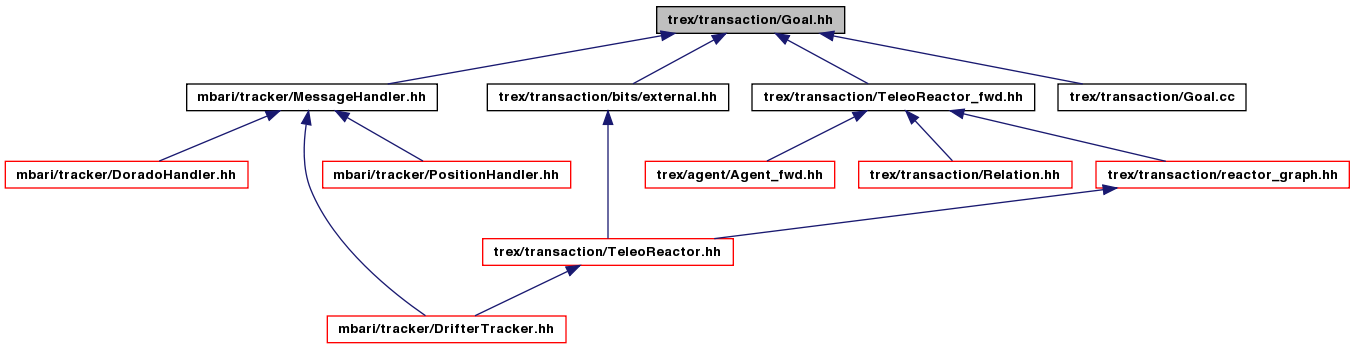 trex/transaction/Goal.hh
mbari/tracker/MessageHandler.hh
trex/transaction/bits/external.hh
trex/transaction/TeleoReactor_fwd.hh
trex/transaction/Goal.cc
mbari/tracker/DoradoHandler.hh
mbari/tracker/PositionHandler.hh
trex/agent/Agent_fwd.hh
trex/transaction/Relation.hh
trex/transaction/reactor_graph.hh
trex/transaction/TeleoReactor.hh
mbari/tracker/DrifterTracker.hh